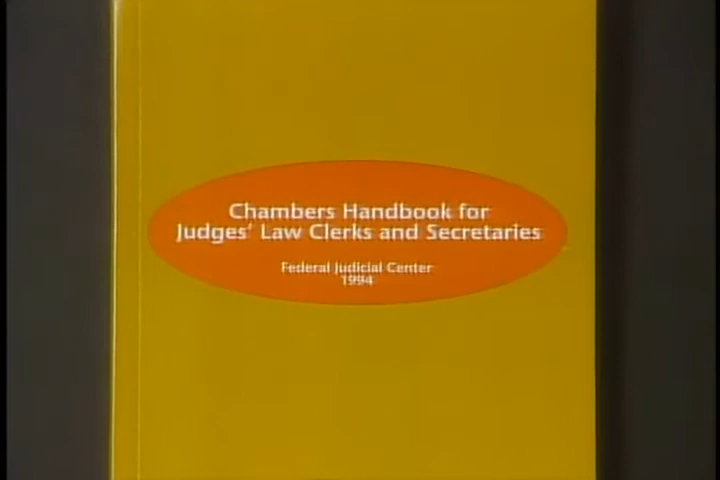 Chambers Handbook for
Judges' Law Clerks and Secretaries
Federal Judicial Center
1994